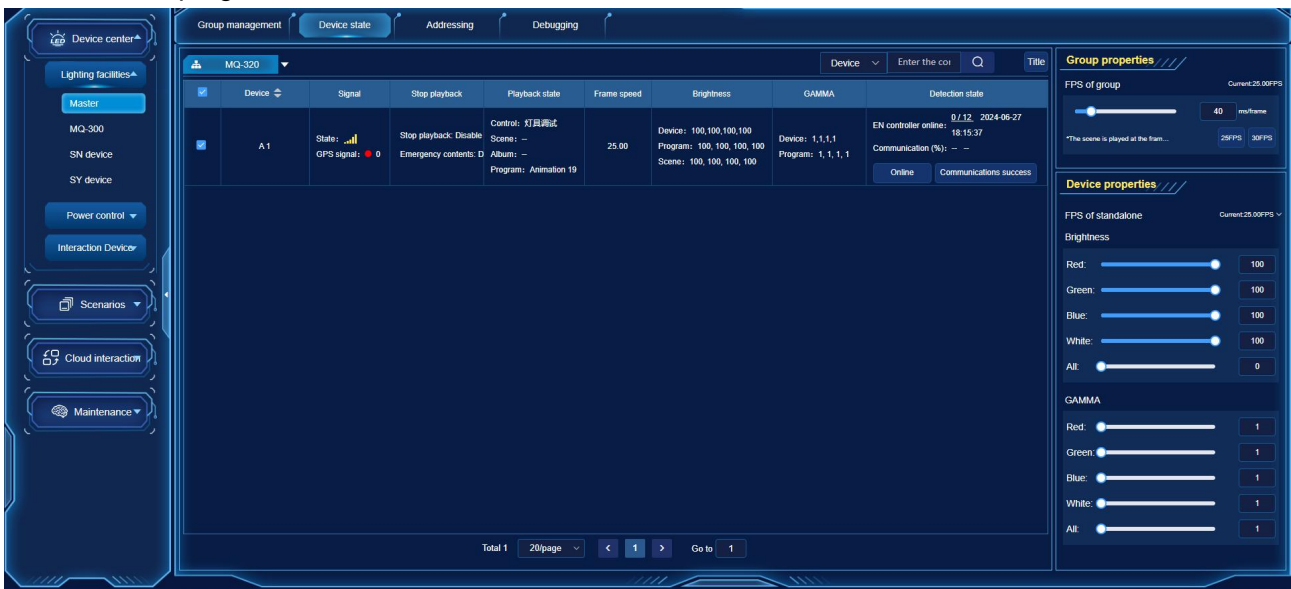 Group management
Device state
Addressing
Debugging
LED Device center
Lighting facilities
Master
MQ-300
SN device
SY device
Power control
Interaction Device
Scenarios
Cloud interaction
Maintenance
MQ-320
Device
Enter the coi
Title
Device
Signal
Stop playback
Playback state
Frame speed
Brightness
GAMMA
Detection state
A 1
State:
GPS signal: 0
Stop playback: Disable
Emergency contents: D
Control: 灯具调试
Scene: –
Album: –
Program: Animation 19
25.00
Device: 100,100,100,100
Program: 100, 100, 100, 100
Scene: 100, 100, 100, 100
Device: 1,1,1,1
Program: 1, 1, 1, 1
EN controller online: 0 / 12 2024-06-27
18:15:37
Communication (%): – –
Online
Communications success
Total 1
20/page
1
Go to 1
Group properties
FPS of group
Current:25.00FPS
40 ms/frame
*The scene is played at the fram...
25FPS
30FPS
Device properties
FPS of standalone
Current:25.00FPS
Brightness
Red: 100
Green: 100
Blue: 100
White: 100
All: 0
GAMMA
Red: 1
Green: 1
Blue: 1
White: 1
All: 1